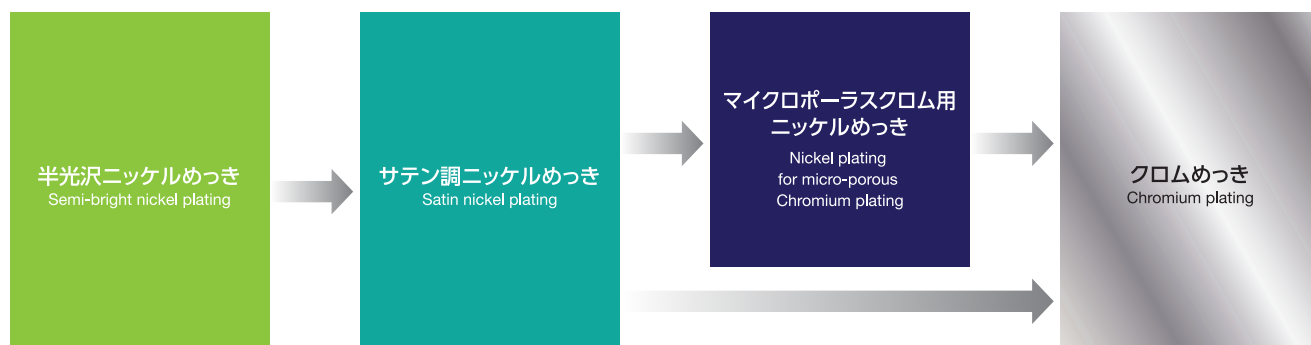 半光沢ニッケルめっき
Semi-bright nickel plating
サテン調ニッケルめっき
Satin nickel plating
マイクロポーラスクロム用
ニッケルめっき
Nickel plating
for micro-porous
Chromium plating
クロムめっき
Chromium plating